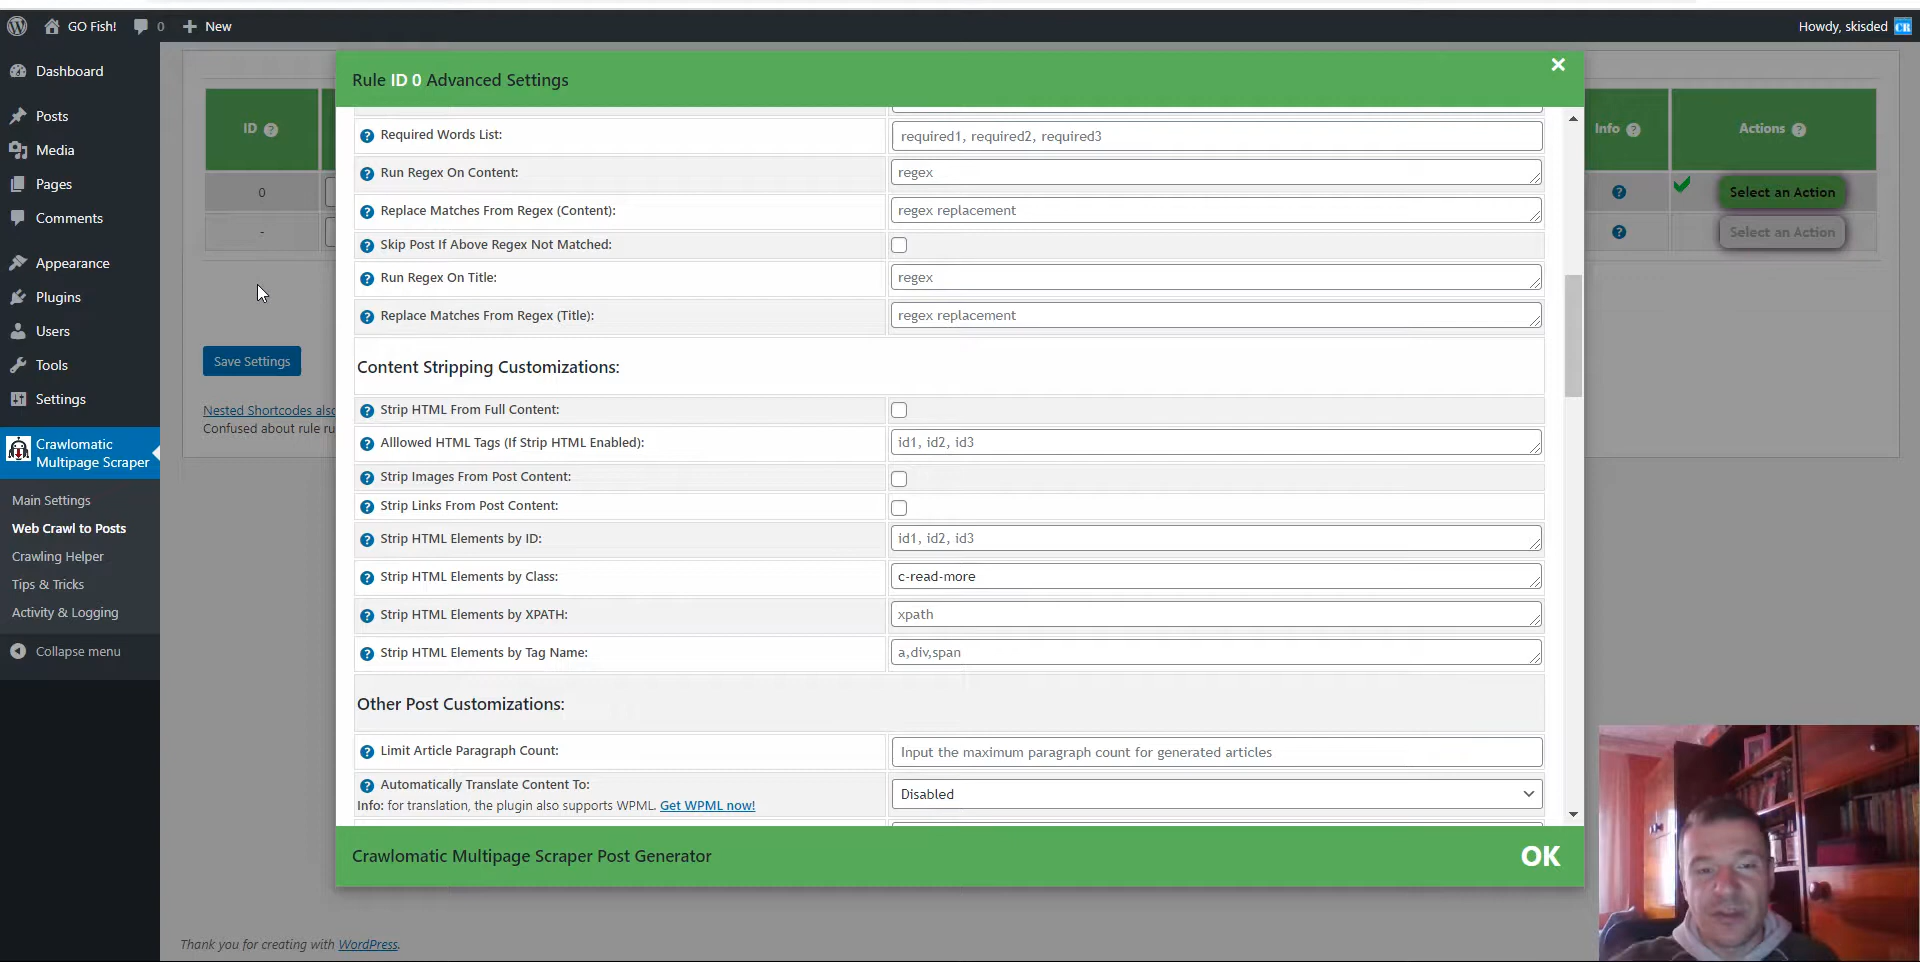 GO Fish!
0
New
Howdy, skisded
CR
Dashboard
Posts
Media
Pages
Comments
Appearance
Plugins
Users
Tools
Settings
Crawlomatic
Multipage Scraper
Main Settings
Web Crawl to Posts
Crawling Helper
Tips & Tricks
Activity & Logging
Collapse menu
ID
0
-
Save Settings
Nested Shortcodes also
Confused about rule ru
Thank you for creating with WordPress.
Info
Actions
Select an Action
Select an Action
Rule ID 0 Advanced Settings
Required Words List:
required1, required2, required3
Run Regex On Content:
regex
Replace Matches From Regex (Content):
regex replacement
Skip Post If Above Regex Not Matched:
Run Regex On Title:
regex
Replace Matches From Regex (Title):
regex replacement
Content Stripping Customizations:
Strip HTML From Full Content:
Alllowed HTML Tags (If Strip HTML Enabled):
id1, id2, id3
Strip Images From Post Content:
Strip Links From Post Content:
Strip HTML Elements by ID:
id1, id2, id3
Strip HTML Elements by Class:
c-read-more
Strip HTML Elements by XPATH:
xpath
Strip HTML Elements by Tag Name:
a,div,span
Other Post Customizations:
Limit Article Paragraph Count:
Input the maximum paragraph count for generated articles
Automatically Translate Content To:
Info: for translation, the plugin also supports WPML. Get WPML now!
Disabled
Crawlomatic Multipage Scraper Post Generator
OK